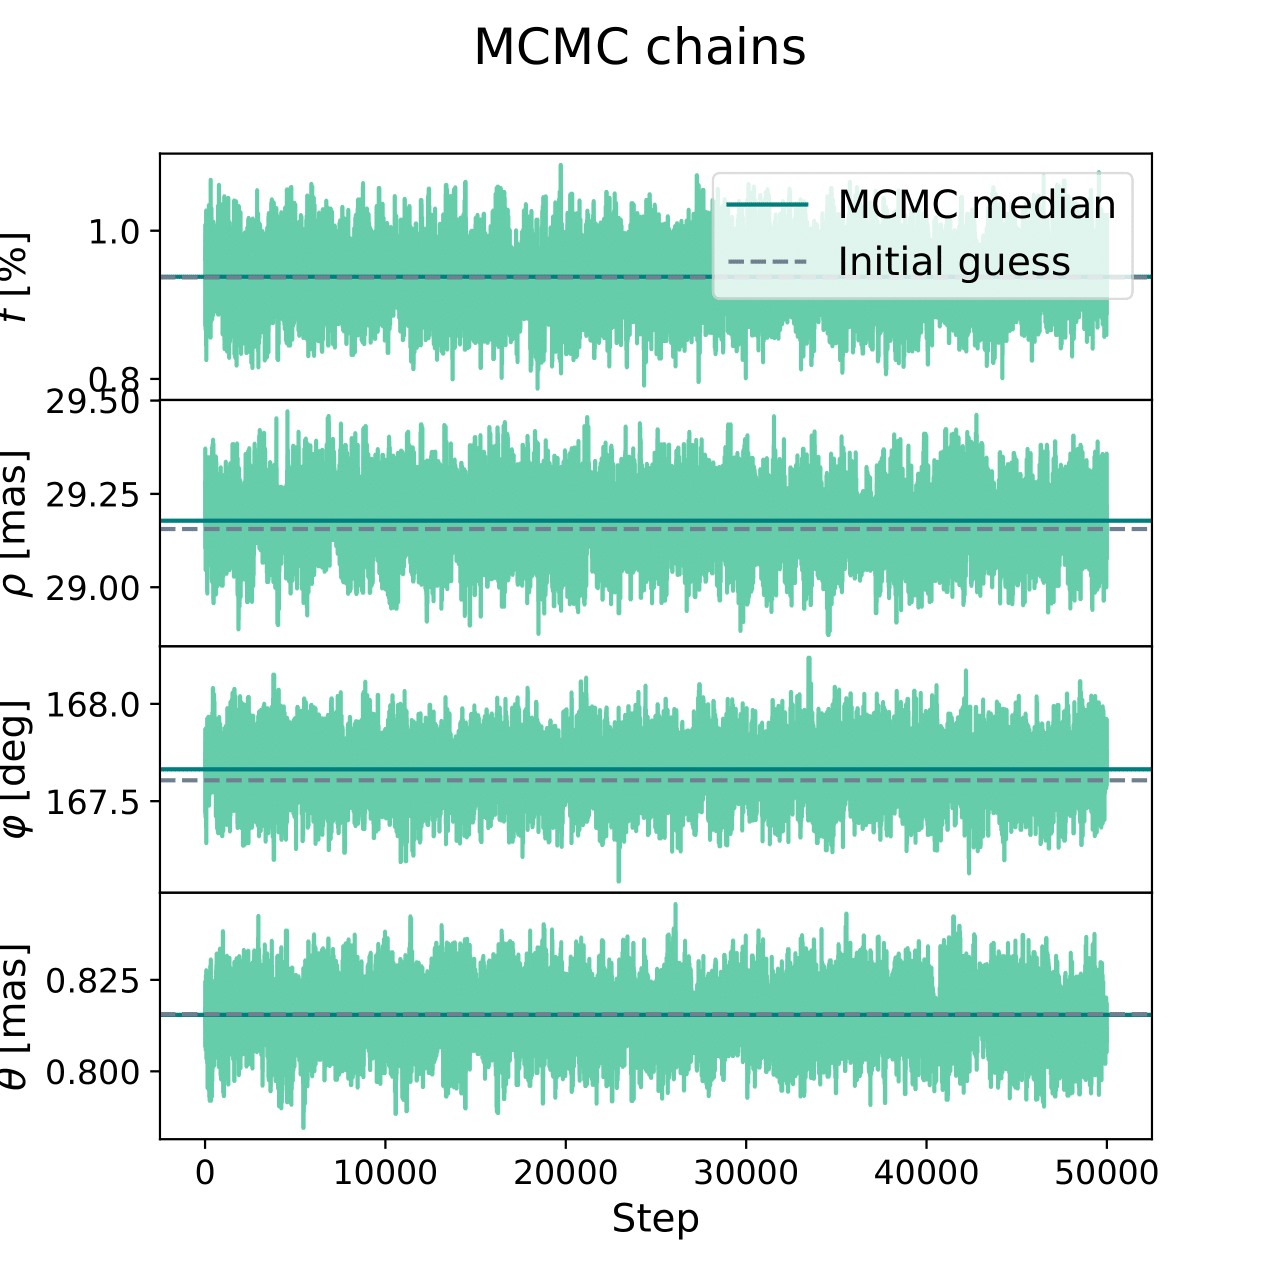 MCMC chains
f [%]
1.0
0.8
MCMC median
Initial guess
ρ [mas]
29.50
29.25
29.00
φ [deg]
168.0
167.5
θ [mas]
0.825
0.800
0 10000 20000 30000 40000 50000
Step